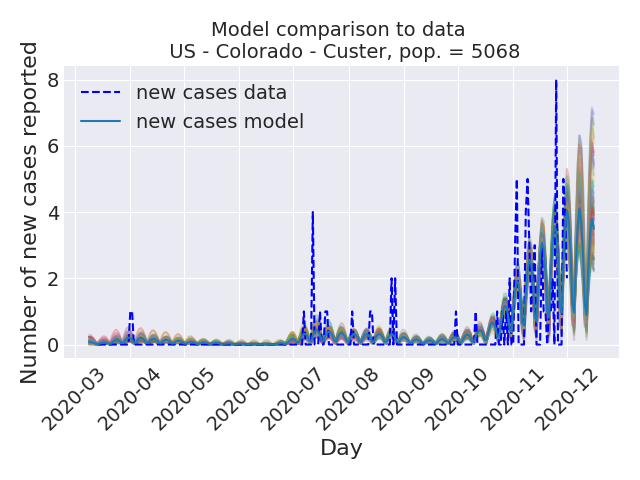 Model comparison to data
US - Colorado - Custer, pop. = 5068
Number of new cases reported
8
6
4
2
0
new cases data
new cases model
2020-03
2020-04
2020-05
2020-06
2020-07
2020-08
2020-09
2020-10
2020-11
2020-12
Day